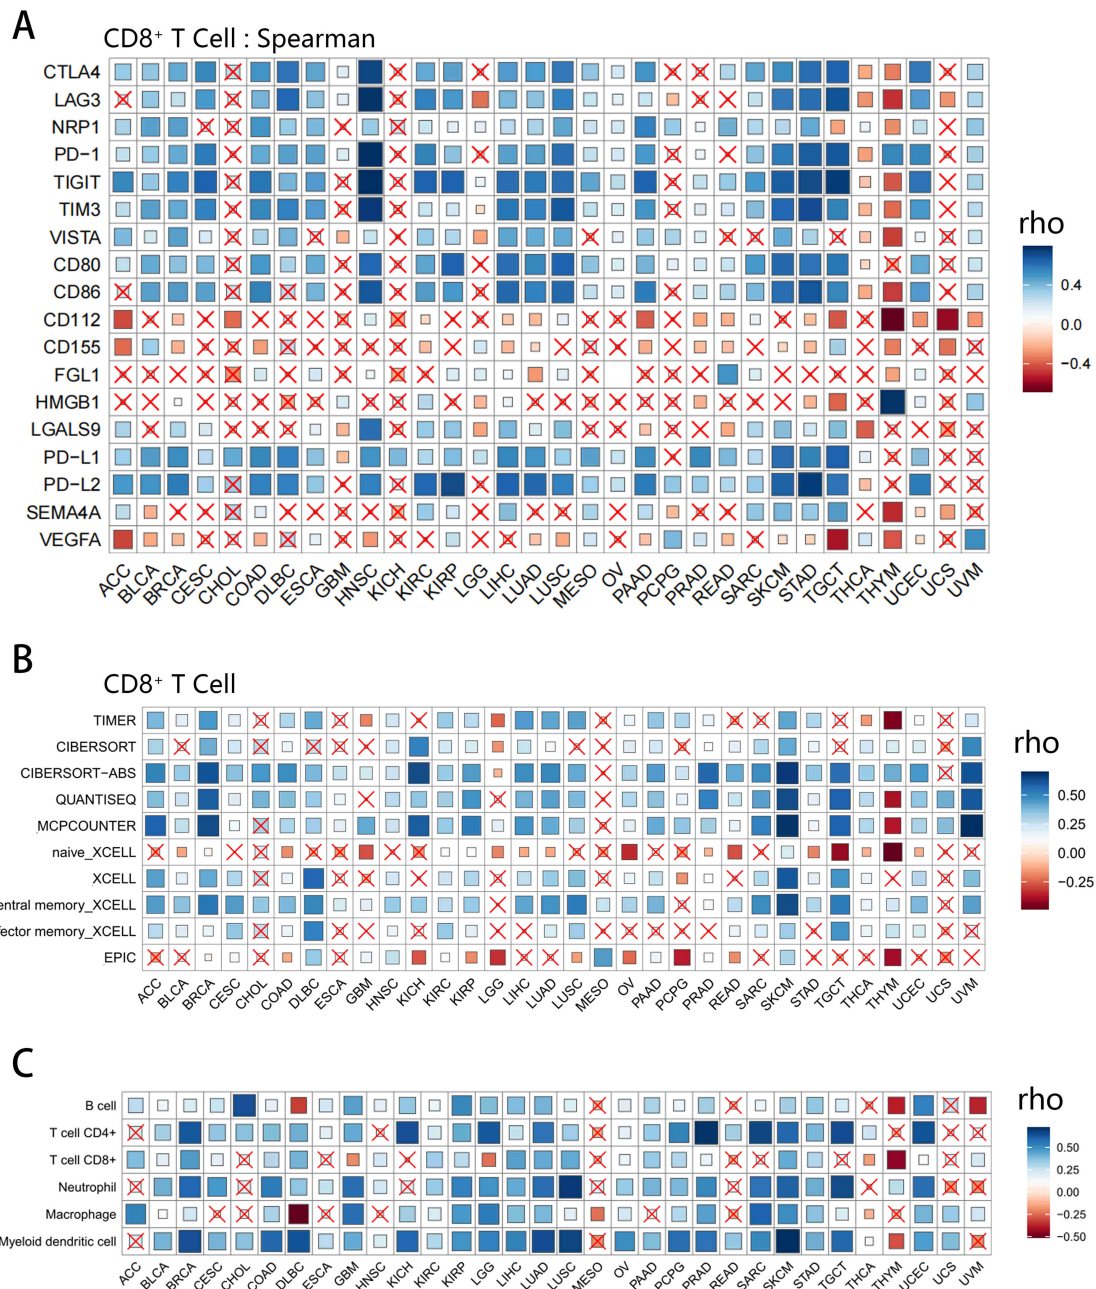 A
CD8+ T Cell : Spearman
CTLA4
LAG3
NRP1
PD−1
TIGIT
TIM3
VISTA
CD80
CD86
CD112
CD155
FGL1
HMGB1
LGALS9
PD−L1
PD−L2
SEMA4A
VEGFA
ACC BLCA BRCA CESC CHOL COAD DLBC ESCA GBM HNSC KICH KIRC KIRP LGG LIHC LUAD LUSC MESO OV PAAD PCPG PRAD READ SARC SKCM STAD TGCT THCA THYM UCEC UCS UVM
rho
0.4
0.0
−0.4
B
CD8+ T Cell
TIMER
CIBERSORT
CIBERSORT−ABS
QUANTISEQ
MCPCOUNTER
naive_XCELL
XCELL
entral memory_XCELL
fector memory_XCELL
EPIC
ACC BLCA BRCA CESC CHOL COAD DLBC ESCA GBM HNSC KICH KIRC KIRP LGG LIHC LUAD LUSC MESO OV PAAD PCPG PRAD READ SARC SKCM STAD TGCT THCA THYM UCEC UCS UVM
rho
0.50
0.25
0.00
−0.25
C
B cell
T cell CD4+
T cell CD8+
Neutrophil
Macrophage
Myeloid dendritic cell
ACC BLCA BRCA CESC CHOL COAD DLBC ESCA GBM HNSC KICH KIRC KIRP LGG LIHC LUAD LUSC MESO OV PAAD PCPG PRAD READ SARC SKCM STAD TGCT THCA THYM UCEC UCS UVM
rho
0.50
0.25
0.00
−0.25
−0.50